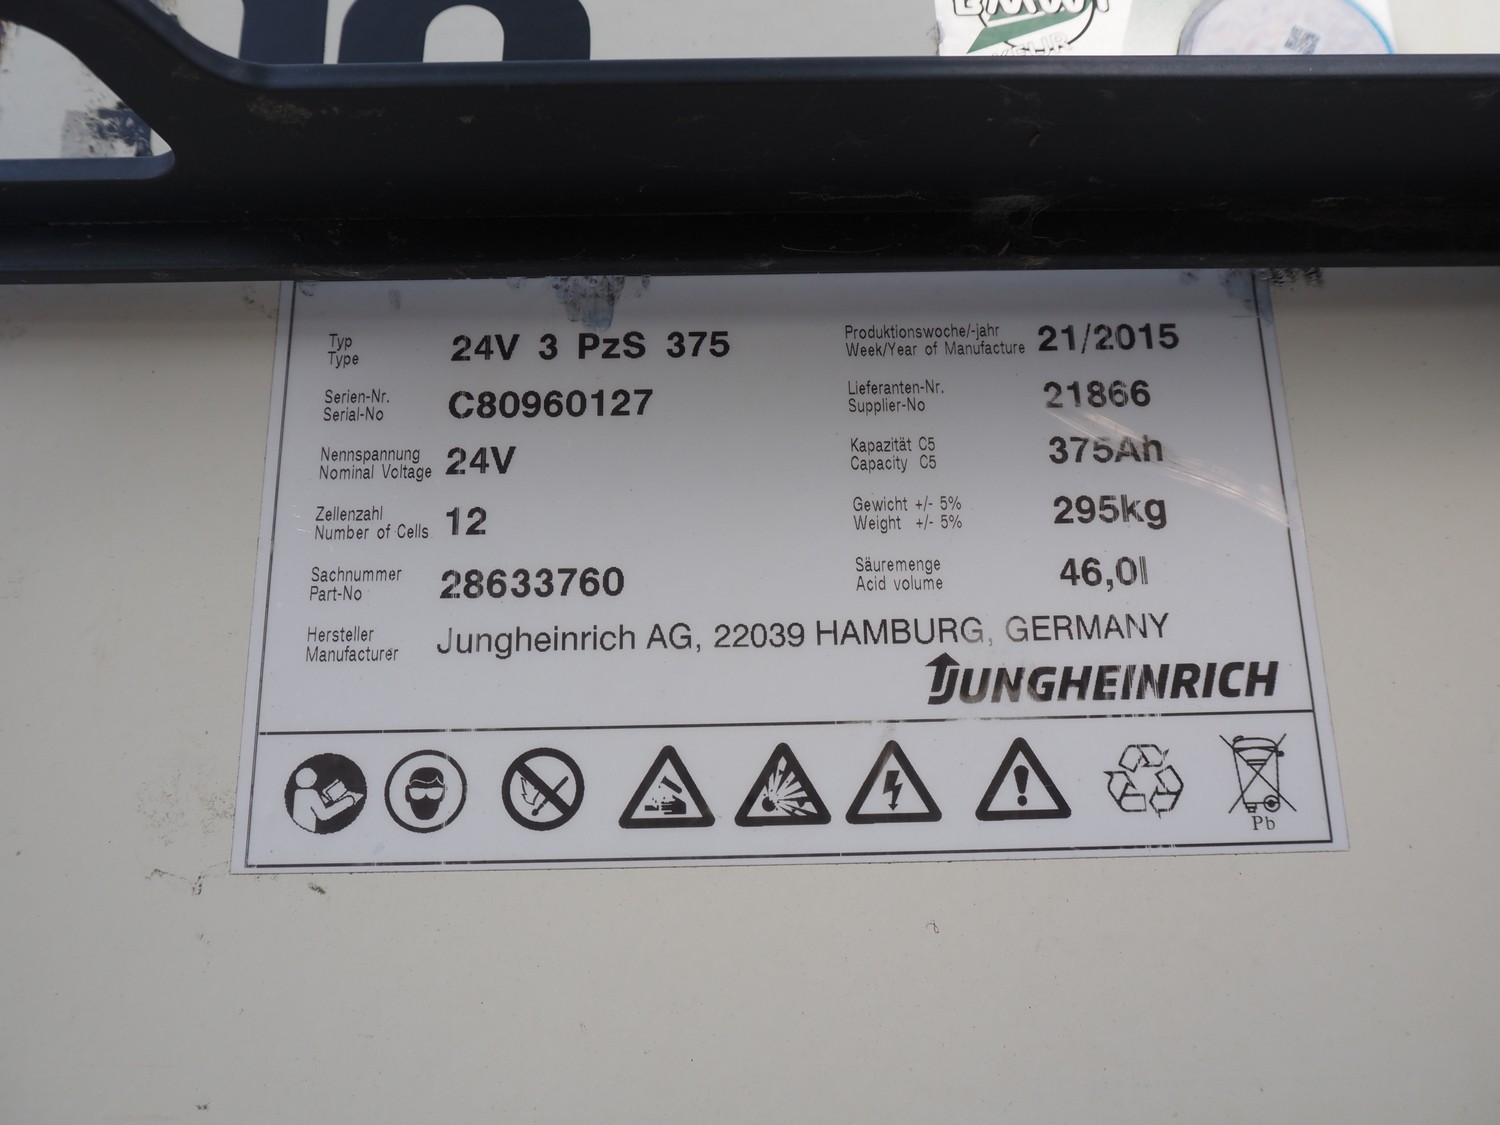 Typ
Type
24V 3 PzS 375
Produktionswoche/-jahr
Week/Year of Manufacture
21/2015
Serien-Nr.
Serial-No
C80960127
Lieferanten-Nr.
Supplier-No
21866
Nennspannung
Nominal Voltage
24V
Kapazität C5
Capacity C5
375Ah
Zellenzahl
Number of Cells
12
Gewicht +/- 5%
Weight +/- 5%
295kg
Sachnummer
Part-No
28633760
Säuremenge
Acid volume
46,0l
Hersteller
Manufacturer
Jungheinrich AG, 22039 HAMBURG, GERMANY
JUNGHEINRICH
Pb